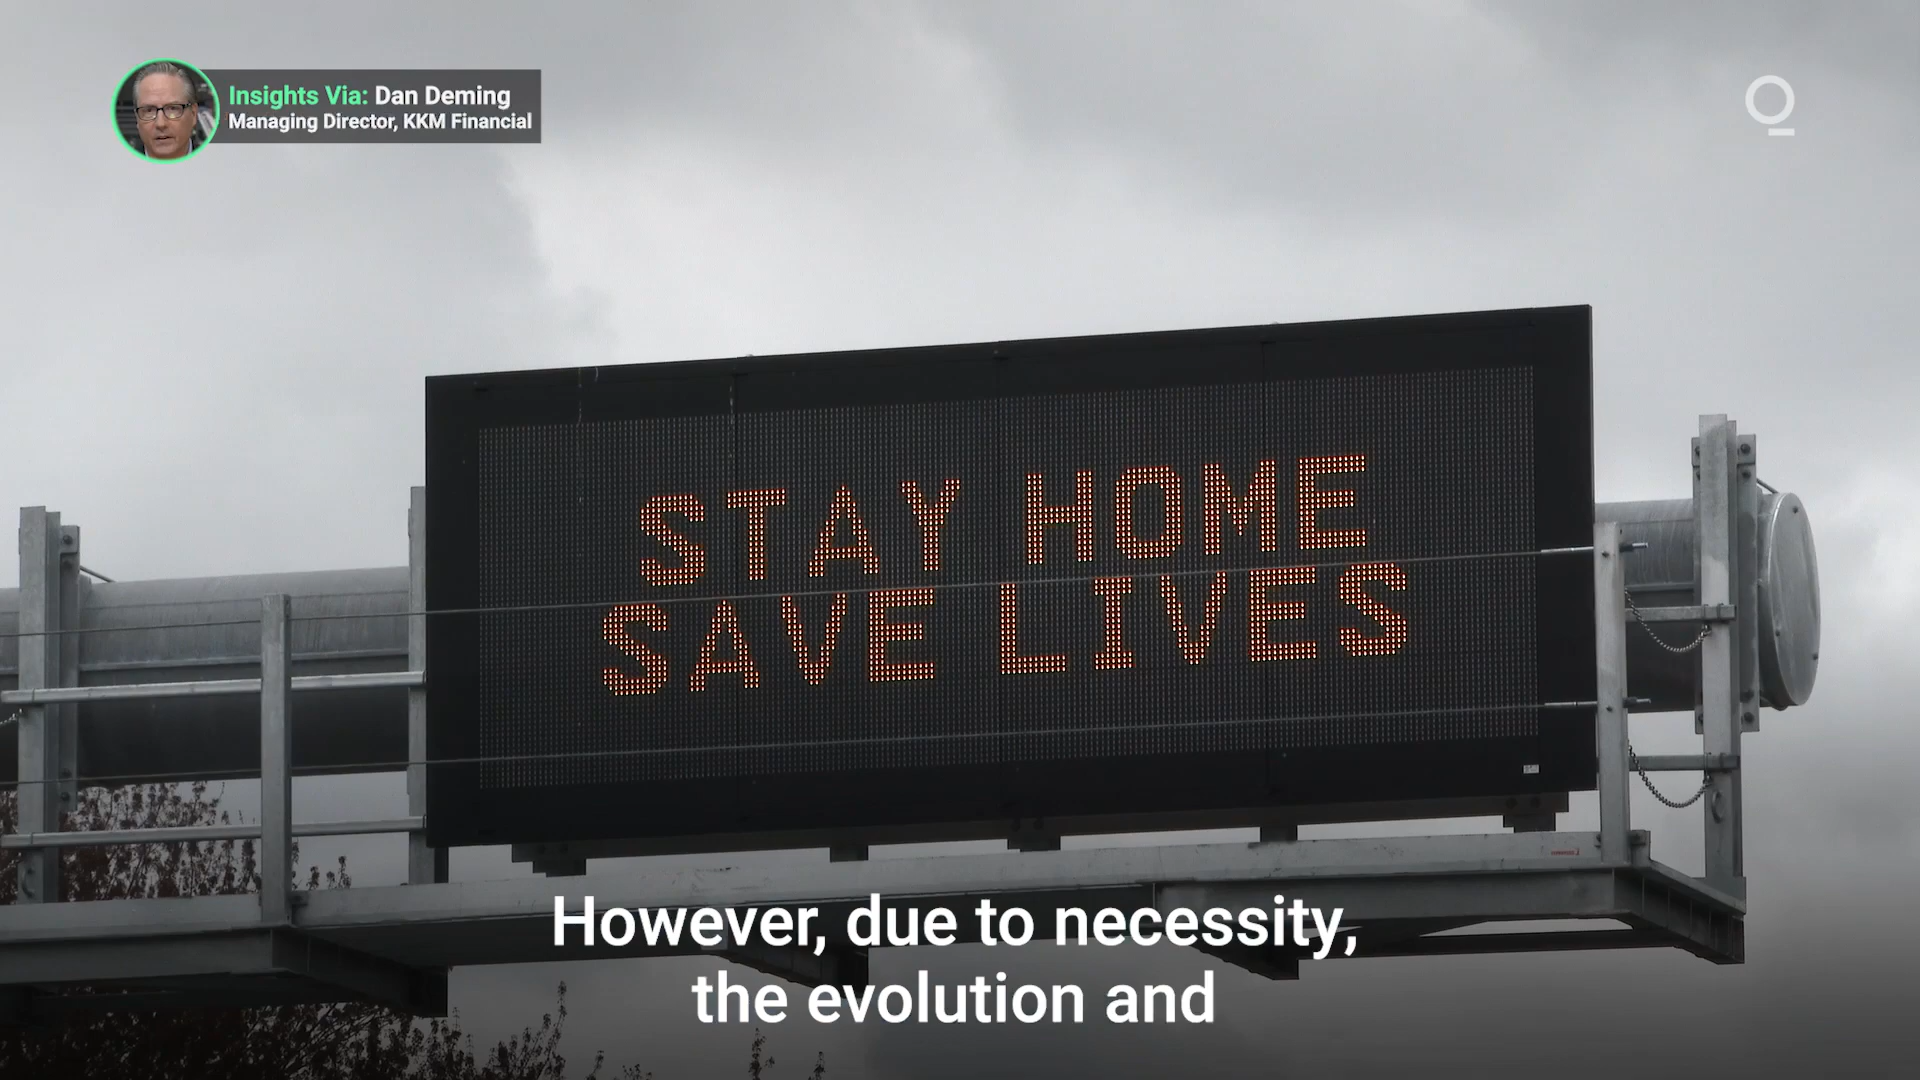 Insights Via: Dan Deming
Managing Director, KKM Financial
STAY HOME
SAVE LIVES
However, due to necessity,
the evolution and